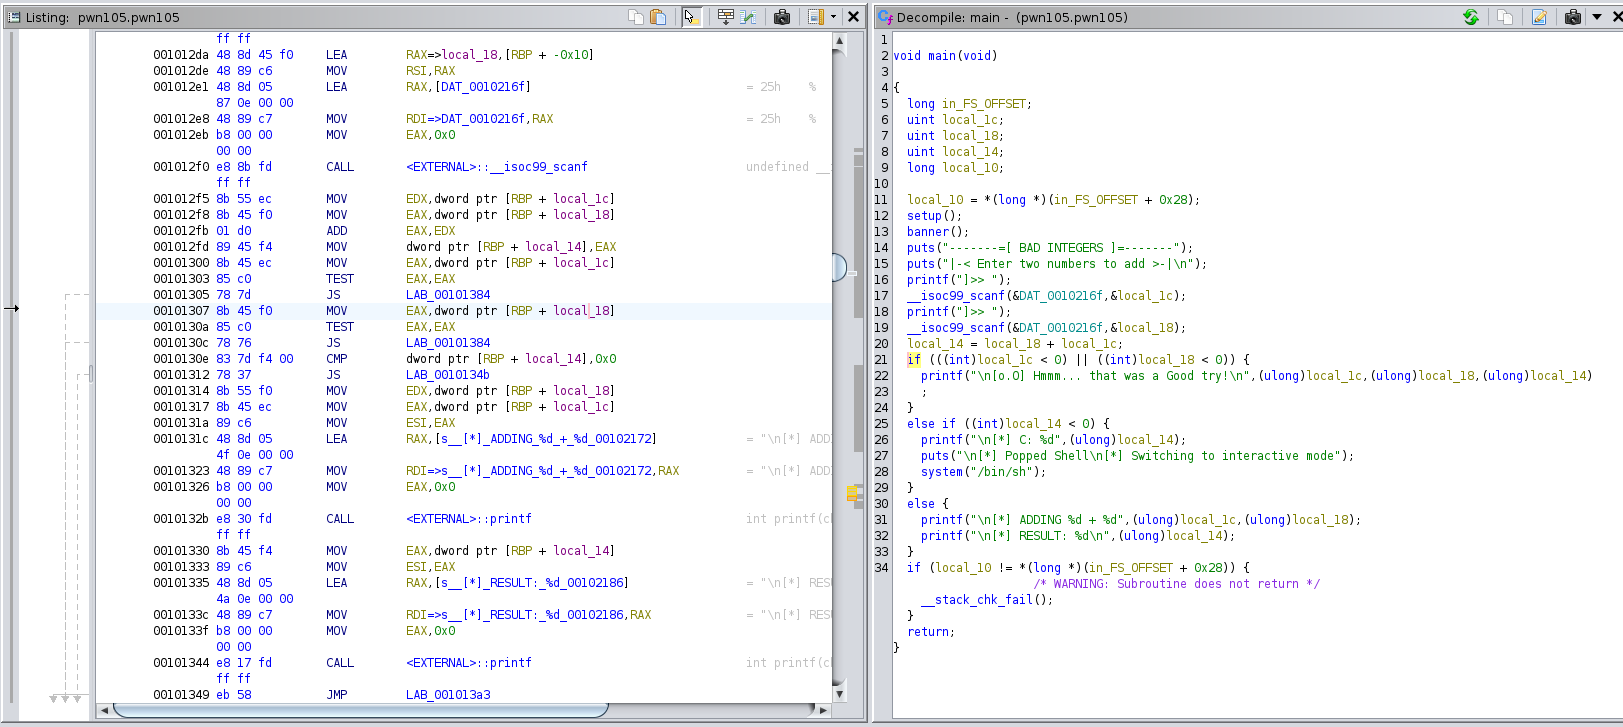 Listing: pwn105.pwn105
ff ff
001012da 48 8d 45 f0 LEA RAX=>local_18,[RBP + -0x10]
001012de 48 89 c6 MOV RSI,RAX
001012e1 48 8d 05 LEA RAX,[DAT_0010216f] = 25h %
87 0e 00 00
001012e8 48 89 c7 MOV RDI=>DAT_0010216f,RAX = 25h %
001012eb b8 00 00 MOV EAX,0x0
00 00
001012f0 e8 8b fd CALL <EXTERNAL>::__isoc99_scanf undefined __
ff ff
001012f5 8b 55 ec MOV EDX,dword ptr [RBP + local_1c]
001012f8 8b 45 f0 MOV EAX,dword ptr [RBP + local_18]
001012fb 01 d0 ADD EAX,EDX
001012fd 89 45 f4 MOV dword ptr [RBP + local_14],EAX
00101300 8b 45 ec MOV EAX,dword ptr [RBP + local_1c]
00101303 85 c0 TEST EAX,EAX
00101305 78 7d JS LAB_00101384
00101307 8b 45 f0 MOV EAX,dword ptr [RBP + local_18]
0010130a 85 c0 TEST EAX,EAX
0010130c 78 76 JS LAB_00101384
0010130e 83 7d f4 00 CMP dword ptr [RBP + local_14],0x0
00101312 78 37 JS LAB_0010134b
00101314 8b 55 f0 MOV EDX,dword ptr [RBP + local_18]
00101317 8b 45 ec MOV EAX,dword ptr [RBP + local_1c]
0010131a 89 c6 MOV ESI,EAX
0010131c 48 8d 05 LEA RAX,[s__[*]_ADDING_%d_+_%d_00102172] = "\n[*] ADD
4f 0e 00 00
00101323 48 89 c7 MOV RDI=>s__[*]_ADDING_%d_+_%d_00102172,RAX = "\n[*] ADD
00101326 b8 00 00 MOV EAX,0x0
00 00
0010132b e8 30 fd CALL <EXTERNAL>::printf int printf(c
ff ff
00101330 8b 45 f4 MOV EAX,dword ptr [RBP + local_14]
00101333 89 c6 MOV ESI,EAX
00101335 48 8d 05 LEA RAX,[s__[*]_RESULT:_%d_00102186] = "\n[*] RES
4a 0e 00 00
0010133c 48 89 c7 MOV RDI=>s__[*]_RESULT:_%d_00102186,RAX = "\n[*] RES
0010133f b8 00 00 MOV EAX,0x0
00 00
00101344 e8 17 fd CALL <EXTERNAL>::printf int printf(c
ff ff
00101349 eb 58 JMP LAB_001013a3
Decompile: main - (pwn105.pwn105)
1
2 void main(void)
3
4 {
5 long in_FS_OFFSET;
6 uint local_1c;
7 uint local_18;
8 uint local_14;
9 long local_10;
10
11 local_10 = *(long *)(in_FS_OFFSET + 0x28);
12 setup();
13 banner();
14 puts("-------=[ BAD INTEGERS ]=-------");
15 puts("|-< Enter two numbers to add >-|\n");
16 printf("]>> ");
17 __isoc99_scanf(&DAT_0010216f,&local_1c);
18 printf("]>> ");
19 __isoc99_scanf(&DAT_0010216f,&local_18);
20 local_14 = local_18 + local_1c;
21 if (((int)local_1c < 0) || ((int)local_18 < 0)) {
22 printf("\n[o.O] Hmmm... that was a Good try!\n",(ulong)local_1c,(ulong)local_18,(ulong)local_14)
23 ;
24 }
25 else if ((int)local_14 < 0) {
26 printf("\n[*] C: %d",(ulong)local_14);
27 puts("\n[*] Popped Shell\n[*] Switching to interactive mode");
28 system("/bin/sh");
29 }
30 else {
31 printf("\n[*] ADDING %d + %d",(ulong)local_1c,(ulong)local_18);
32 printf("\n[*] RESULT: %d\n",(ulong)local_14);
33 }
34 if (local_10 != *(long *)(in_FS_OFFSET + 0x28)) {
/* WARNING: Subroutine does not return */
__stack_chk_fail();
}
return;
}